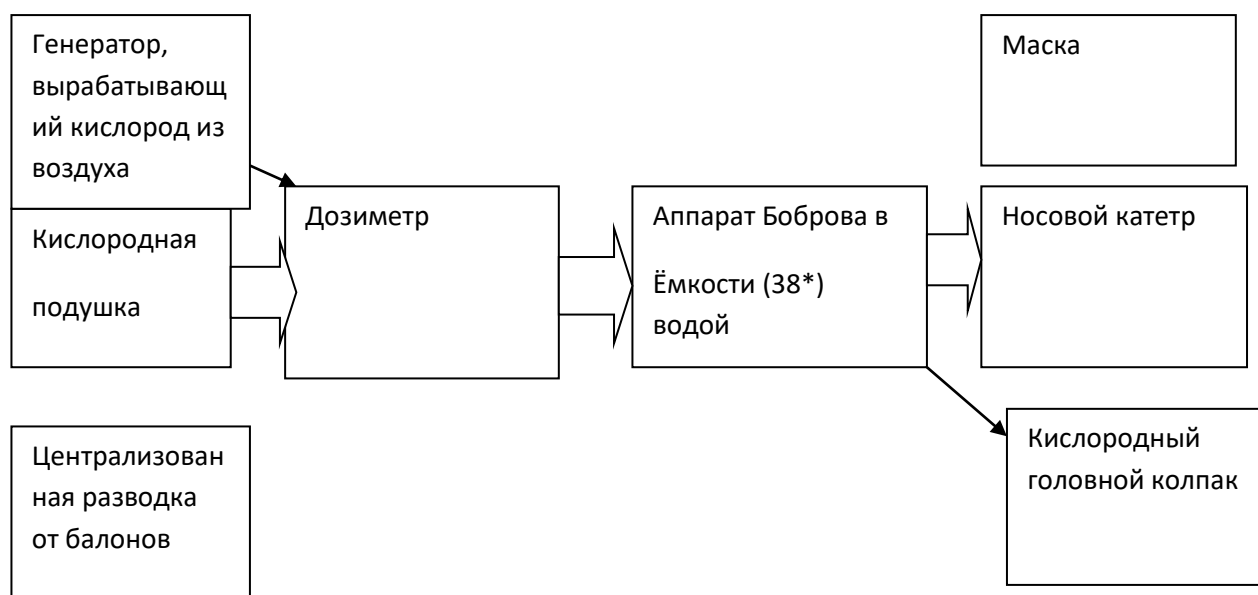 Генератор,
вырабатывающ
ий кислород из
воздуха
Кислородная
подушка
Централизован
ная разводка
от балонов
Дозиметр
Аппарат Боброва в
Ёмкости (38*)
водой
Маска
Носовой катетр
Кислородный
головной колпак